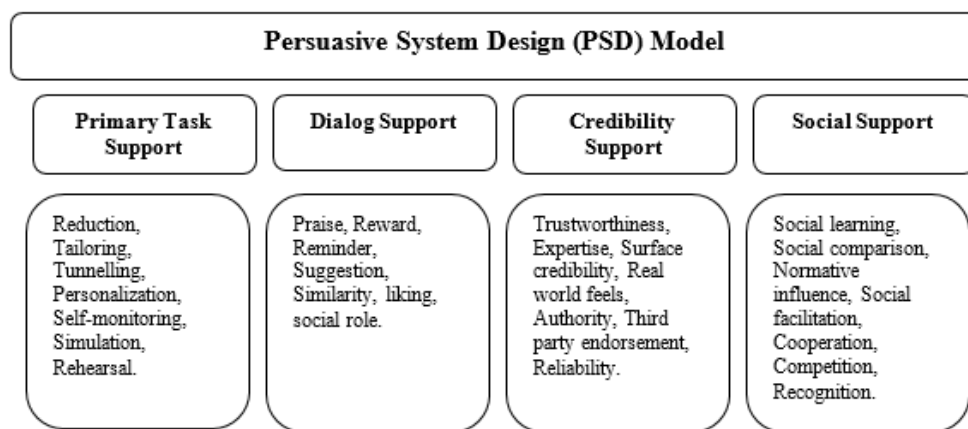 Persuasive System Design (PSD) Model
Primary Task
Support
Dialog Support
Credibility
Support
Social Support
Reduction,
Tailoring,
Tunnelling,
Personalization,
Self-monitoring,
Simulation,
Rehearsal.
Praise, Reward,
Reminder,
Suggestion,
Similarity, liking,
social role.
Trustworthiness,
Expertise, Surface
credibility, Real
world feels,
Authority, Third
party endorsement,
Reliability.
Social learning,
Social comparison,
Normative
influence, Social
facilitation,
Cooperation,
Competition,
Recognition.